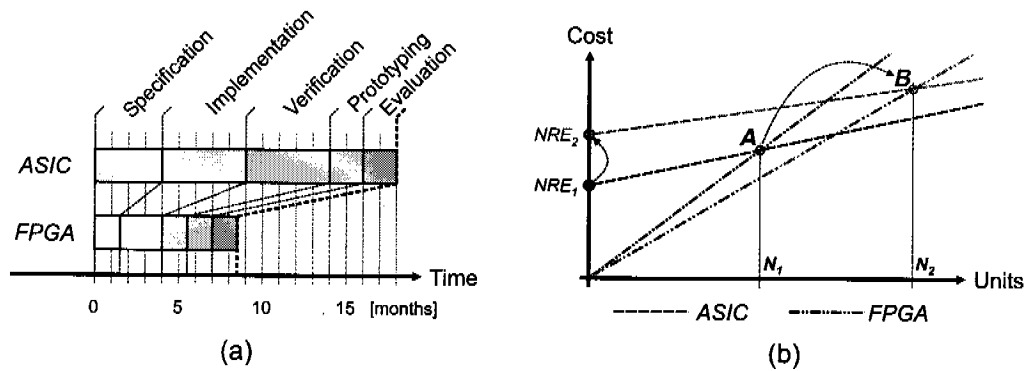 Specification
Implementation
Verification
Prototyping
Evaluation
ASIC
FPGA
Time
0 5 10 15 [months]
(a)
Cost
B
A
NRE2
NRE1
N1 N2
Units
ASIC FPGA
(b)